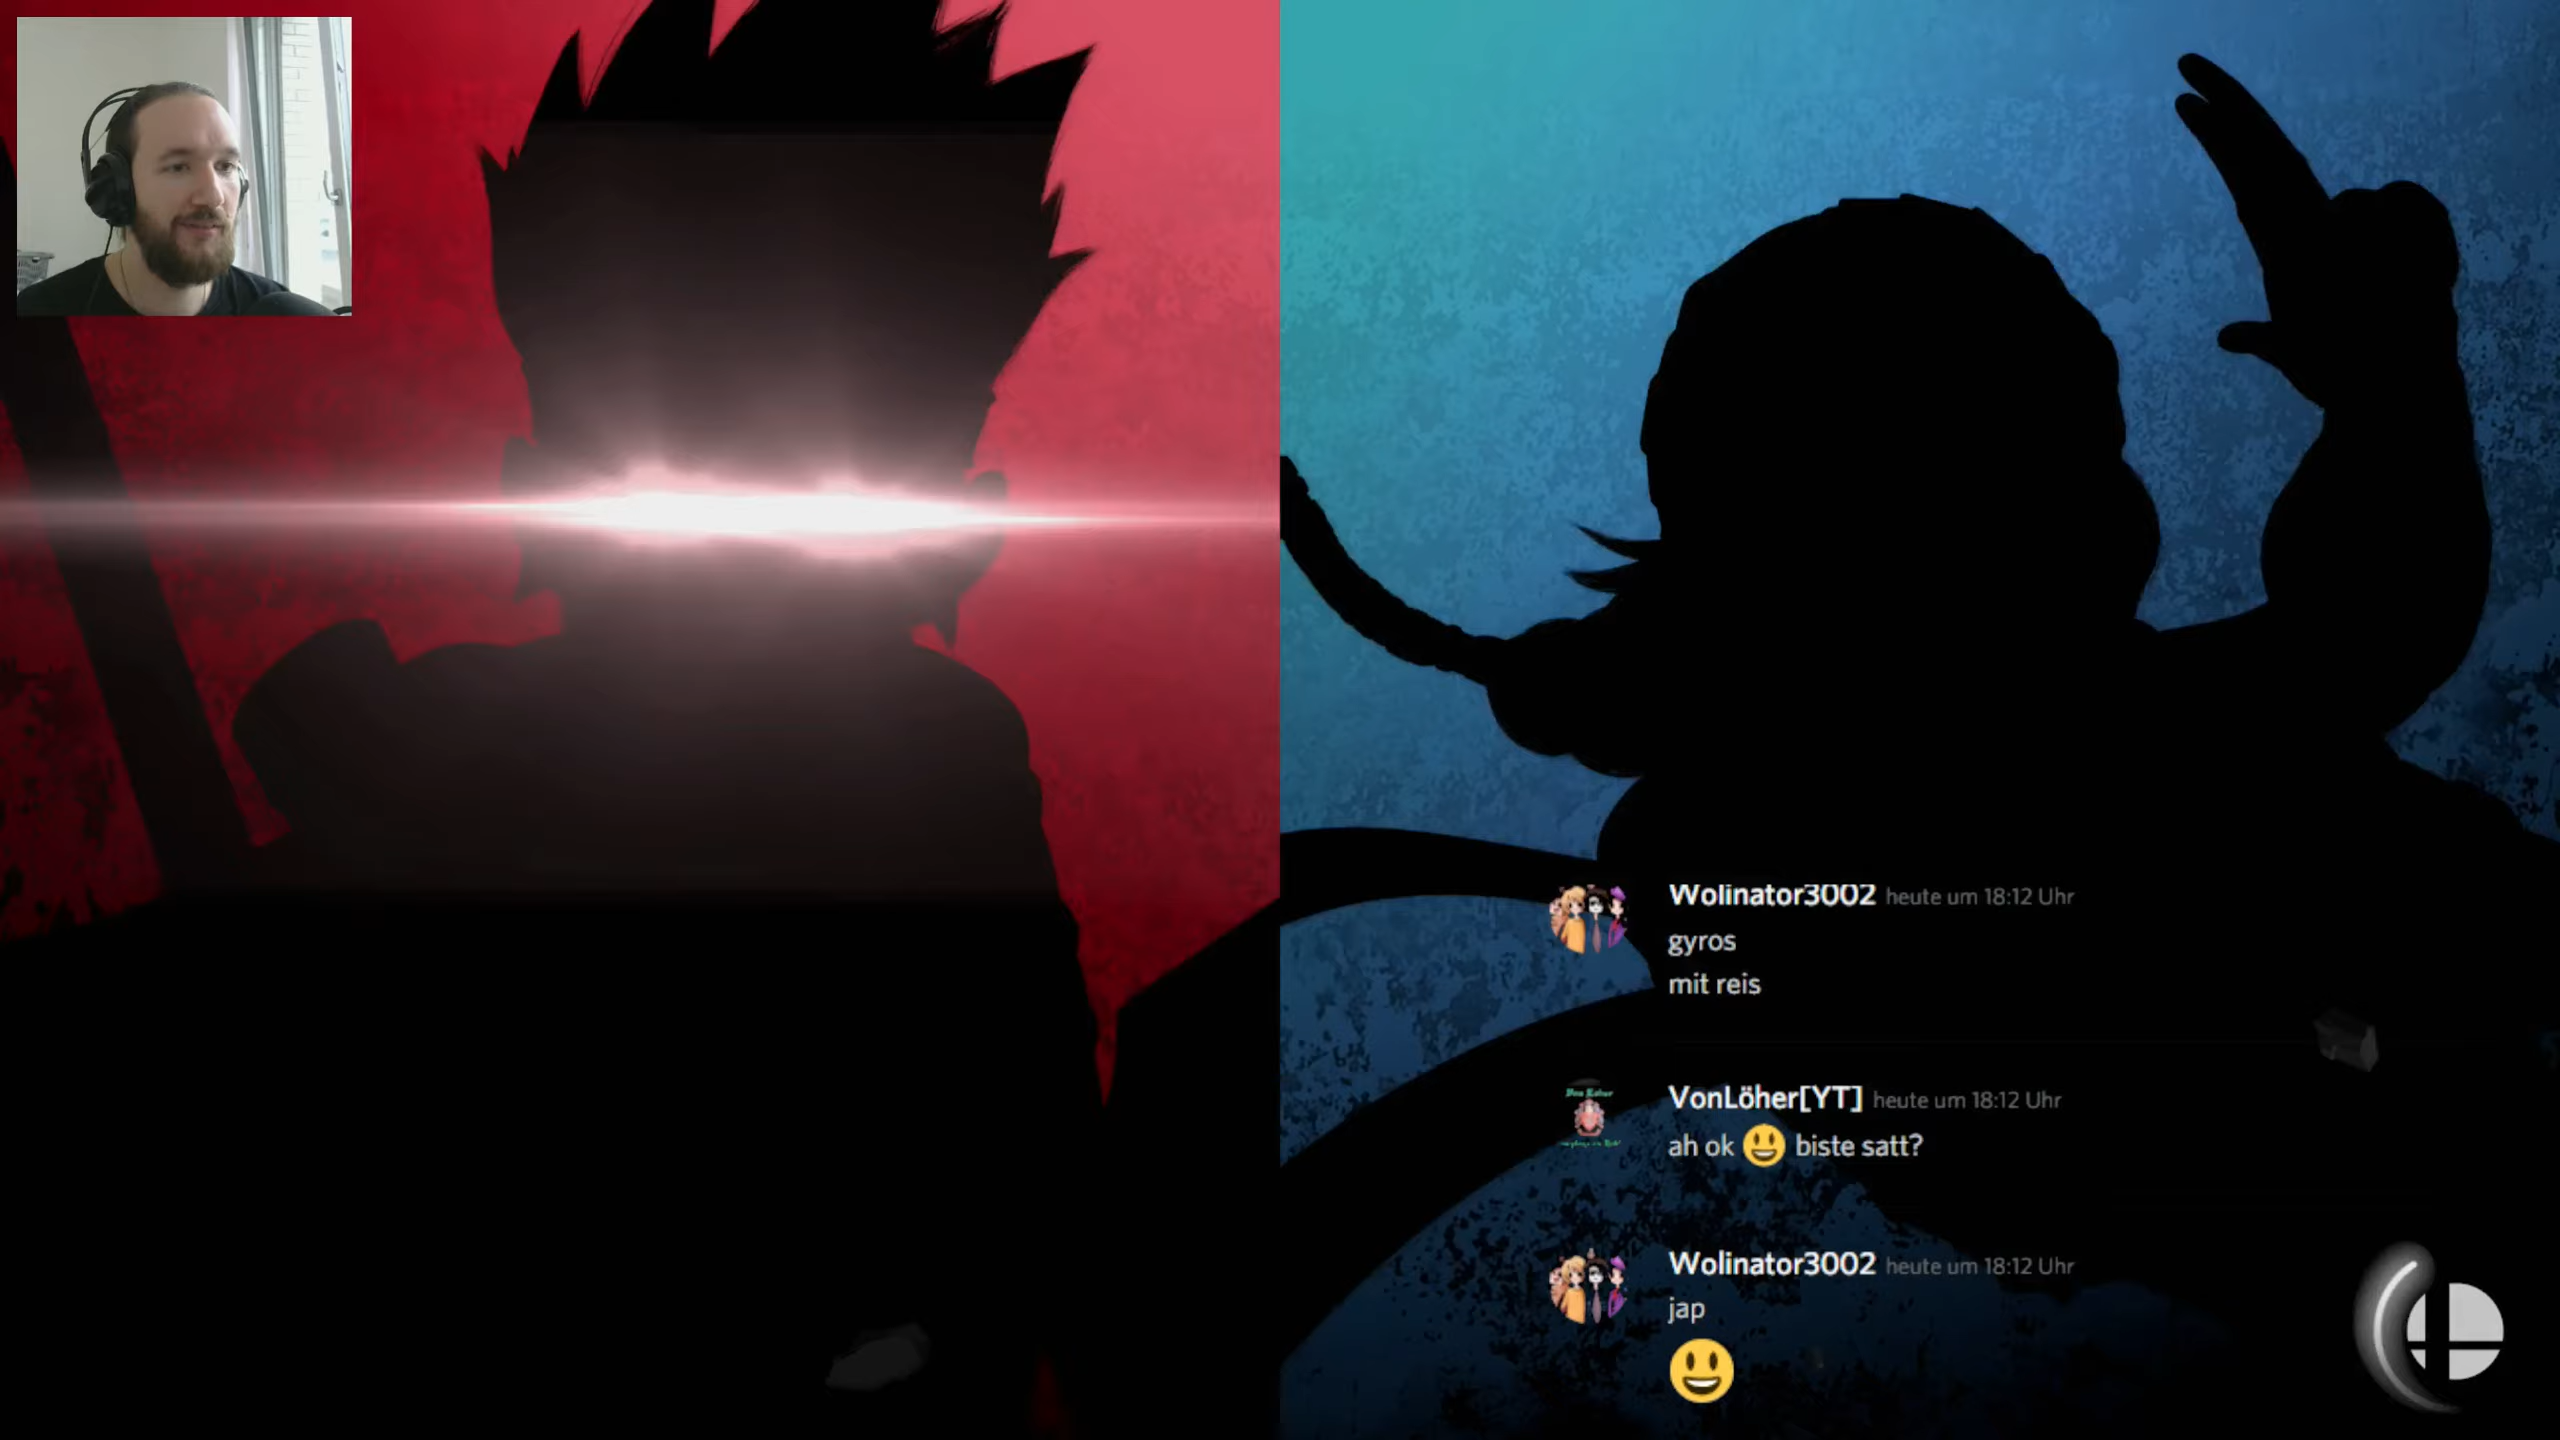 Wolinator3002 heute um 18:12 Uhr
gyros
mit reis
VonLöher[YT] heute um 18:12 Uhr
ah ok 😃 biste satt?
Wolinator3002 heute um 18:12 Uhr
jap
😃